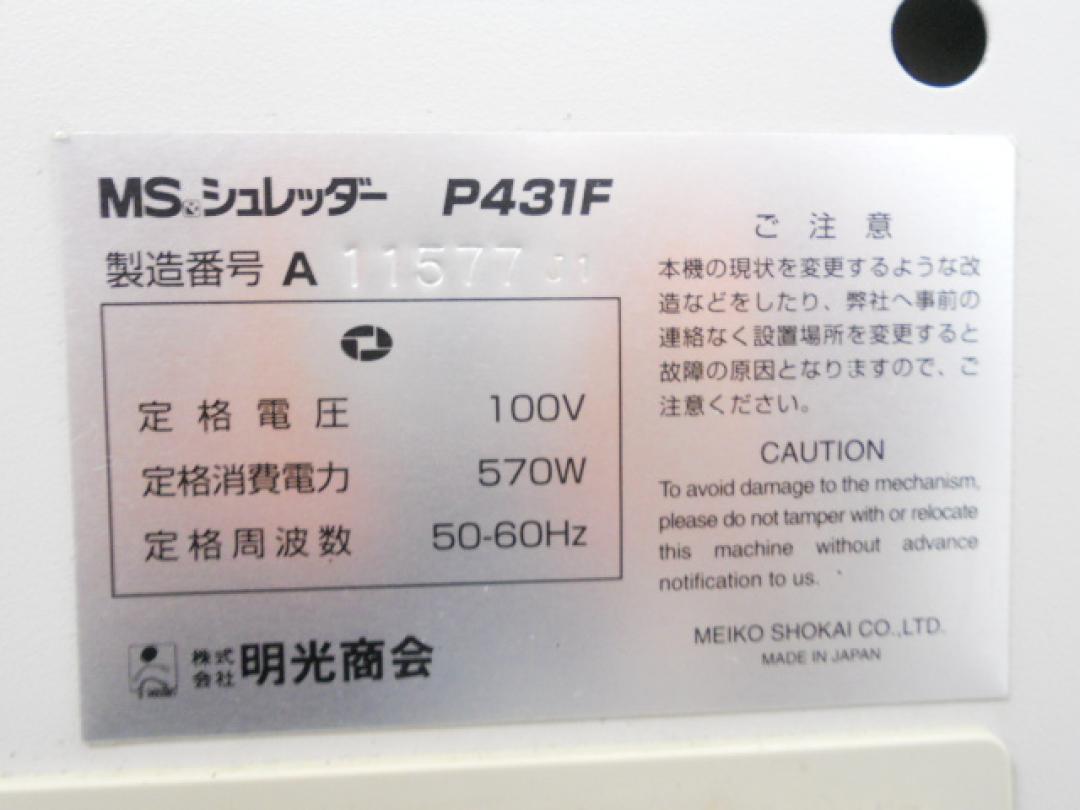 MSシュレッダー P431F
製造番号 A 11577 J1
定格電圧 100V
定格消費電力 570W
定格周波数 50-60Hz
株式会社 明光商会
ご注意
本機の現状を変更するような改
造などをしたり、弊社へ事前の
連絡なく設置場所を変更すると
故障の原因となりますので、ご
注意ください。
CAUTION
To avoid damage to the mechanism,
please do not tamper with or relocate
this machine without advance
notification to us.
MEIKO SHOKAI CO.,LTD.
MADE IN JAPAN